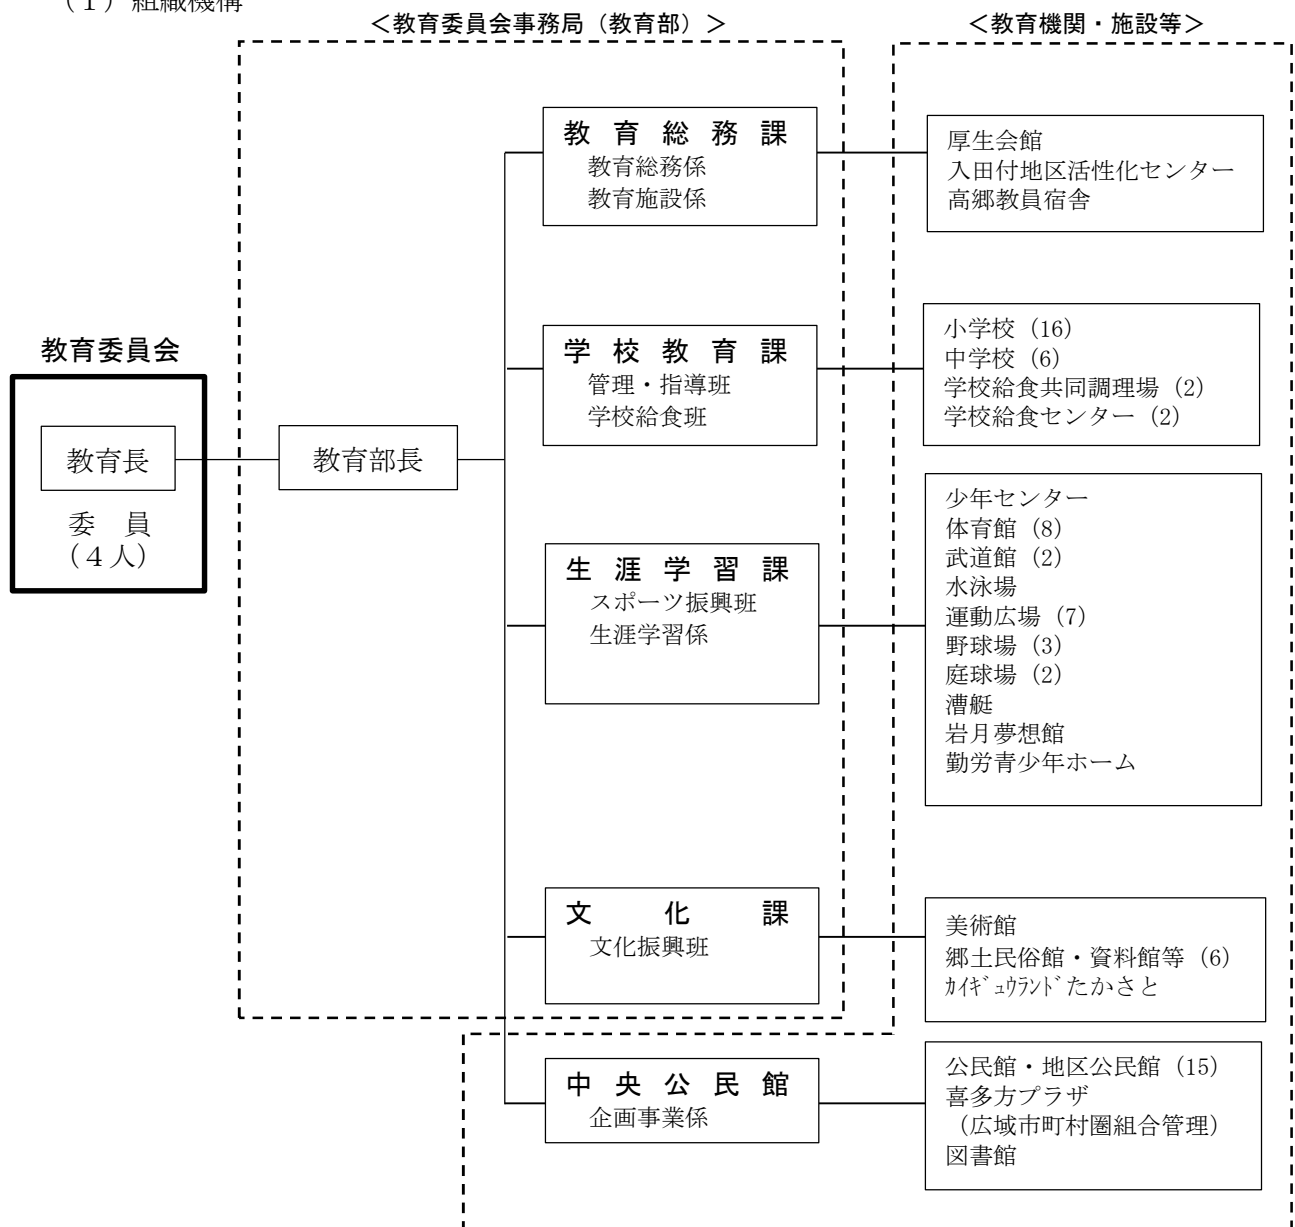 (1) 組織機構
＜教育委員会事務局（教育部）＞
＜教育機関・施設等＞
教育委員会
教育長
委　員
（４人）
教育部長
教育総務課
教育総務係
教育施設係
厚生会館
入田付地区活性化センター
高郷教員宿舎
学校教育課
管理・指導班
学校給食班
小学校（16）
中学校（6）
学校給食共同調理場（2）
学校給食センター（2）
生涯学習課
スポーツ振興班
生涯学習係
少年センター
体育館（8）
武道館（2）
水泳場
運動広場（7）
野球場（3）
庭球場（2）
漕艇
岩月夢想館
勤労青少年ホーム
文化課
文化振興班
美術館
郷土民俗館・資料館等（6）
ｶｲｷﾞｭｳﾗﾝﾄﾞたかさと
中央公民館
企画事業係
公民館・地区公民館（15）
喜多方プラザ
（広域市町村圏組合管理）
図書館